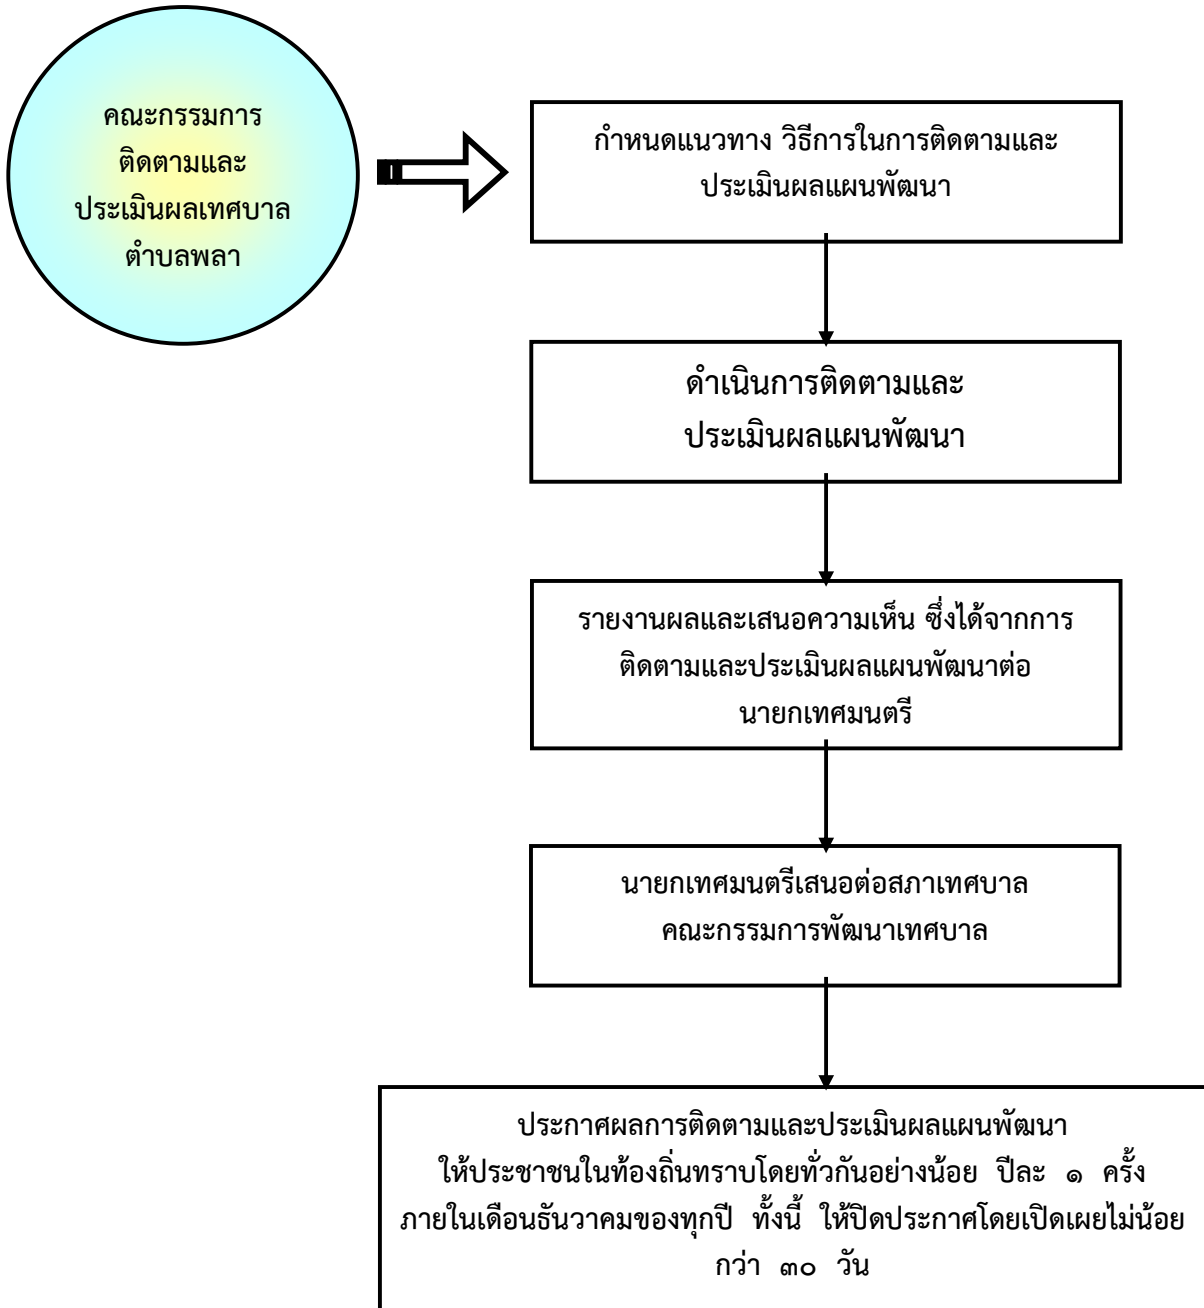 คณะกรรมการ
ติดตามและ
ประเมินผลเทศบาล
ตำบลพลา
กำหนดแนวทาง วิธีการในการติดตามและ
ประเมินผลแผนพัฒนา
ดำเนินการติดตามและ
ประเมินผลแผนพัฒนา
รายงานผลและเสนอความเห็น ซึ่งได้จากการ
ติดตามและประเมินผลแผนพัฒนาต่อ
นายกเทศมนตรี
นายกเทศมนตรีเสนอต่อสภาเทศบาล
คณะกรรมการพัฒนาเทศบาล
ประกาศผลการติดตามและประเมินผลแผนพัฒนา
ให้ประชาชนในท้องถิ่นทราบโดยทั่วกันอย่างน้อย ปีละ ๑ ครั้ง
ภายในเดือนธันวาคมของทุกปี ทั้งนี้ ให้ปิดประกาศโดยเปิดเผยไม่น้อย
กว่า ๓๐ วัน